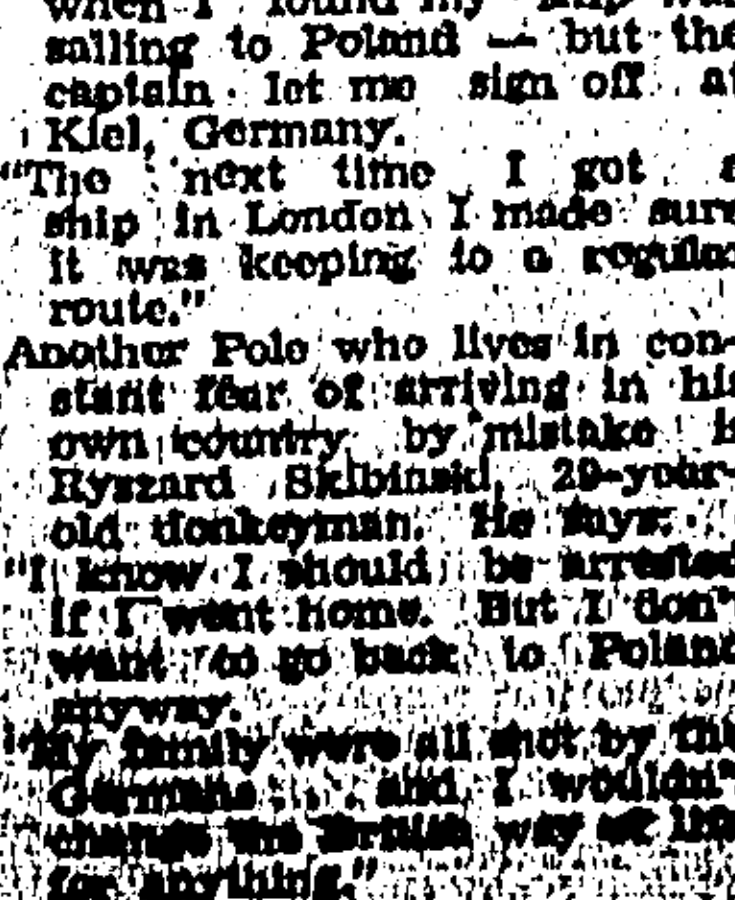 when I found my ship was
sailing to Poland — but the
captain let me sign off at
Kiel, Germany.
"The next time I got a
ship in London I made sure
it was keeping to a regular
route."
Another Pole who lives in con-
stant fear of arriving in his
own country by mistake is
Ryszard Skibinski, 29-year-
old donkeyman. He says:
"I know I should be arrested
if I went home. But I don't
want to go back to Poland
anyway.
"My family were all shot by the
Germans . . . and I wouldn't
change the British way of life
for anything."